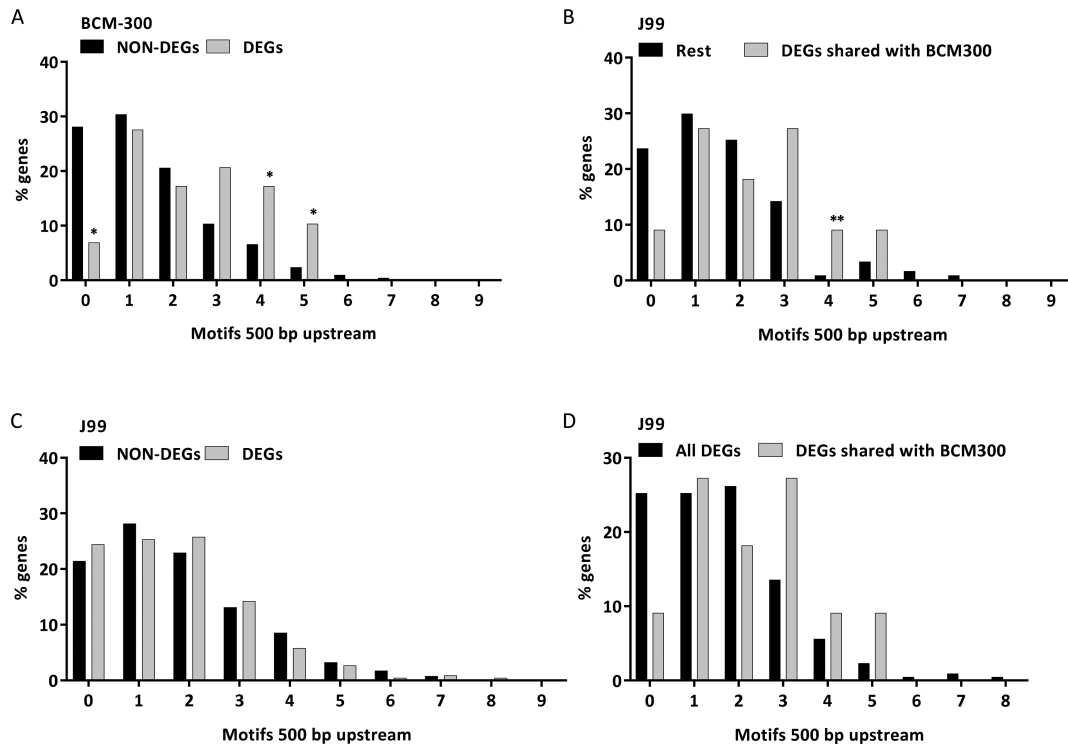 A
BCM-300
NON-DEGs DEGs
40
30
20
10
0
% genes
*
*
*
0 1 2 3 4 5 6 7 8 9
Motifs 500 bp upstream
B
J99
Rest DEGs shared with BCM300
40
30
20
10
0
% genes
**
0 1 2 3 4 5 6 7 8 9
Motifs 500 bp upstream
C
J99
NON-DEGs DEGs
40
30
20
10
0
% genes
0 1 2 3 4 5 6 7 8 9
Motifs 500 bp upstream
D
J99
All DEGs DEGs shared with BCM300
30
20
10
0
% genes
0 1 2 3 4 5 6 7 8
Motifs 500 bp upstream